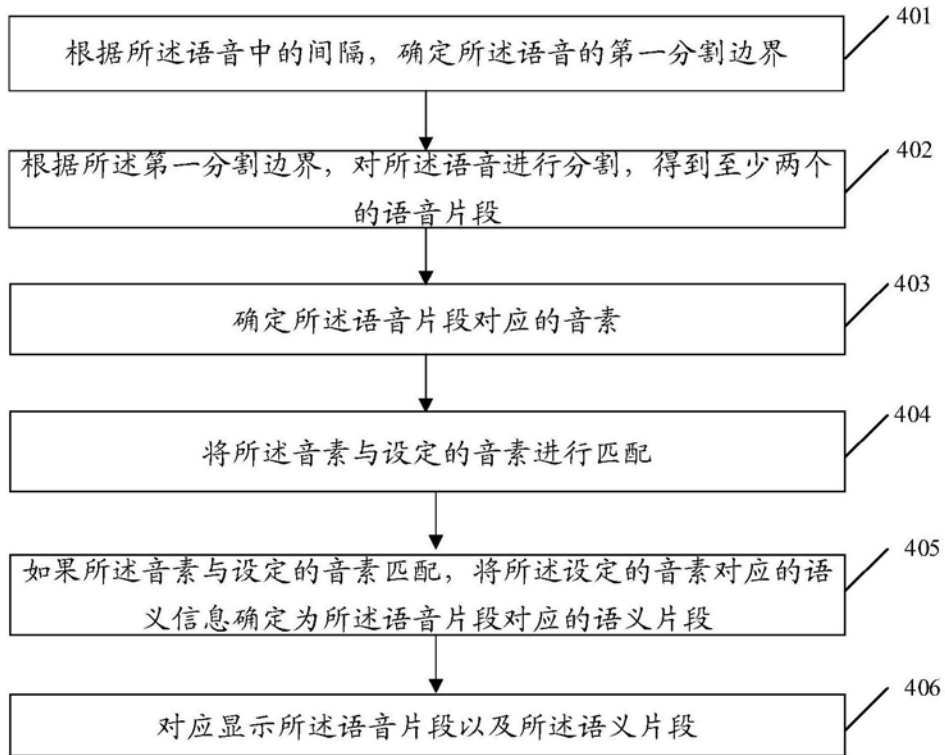 401
根据所述语音中的间隔，确定所述语音的第一分割边界
402
根据所述第一分割边界，对所述语音进行分割，得到至少两个
的语音片段
403
确定所述语音片段对应的音素
404
将所述音素与设定的音素进行匹配
405
如果所述音素与设定的音素匹配，将所述设定的音素对应的语
义信息确定为所述语音片段对应的语义片段
406
对应显示所述语音片段以及所述语义片段